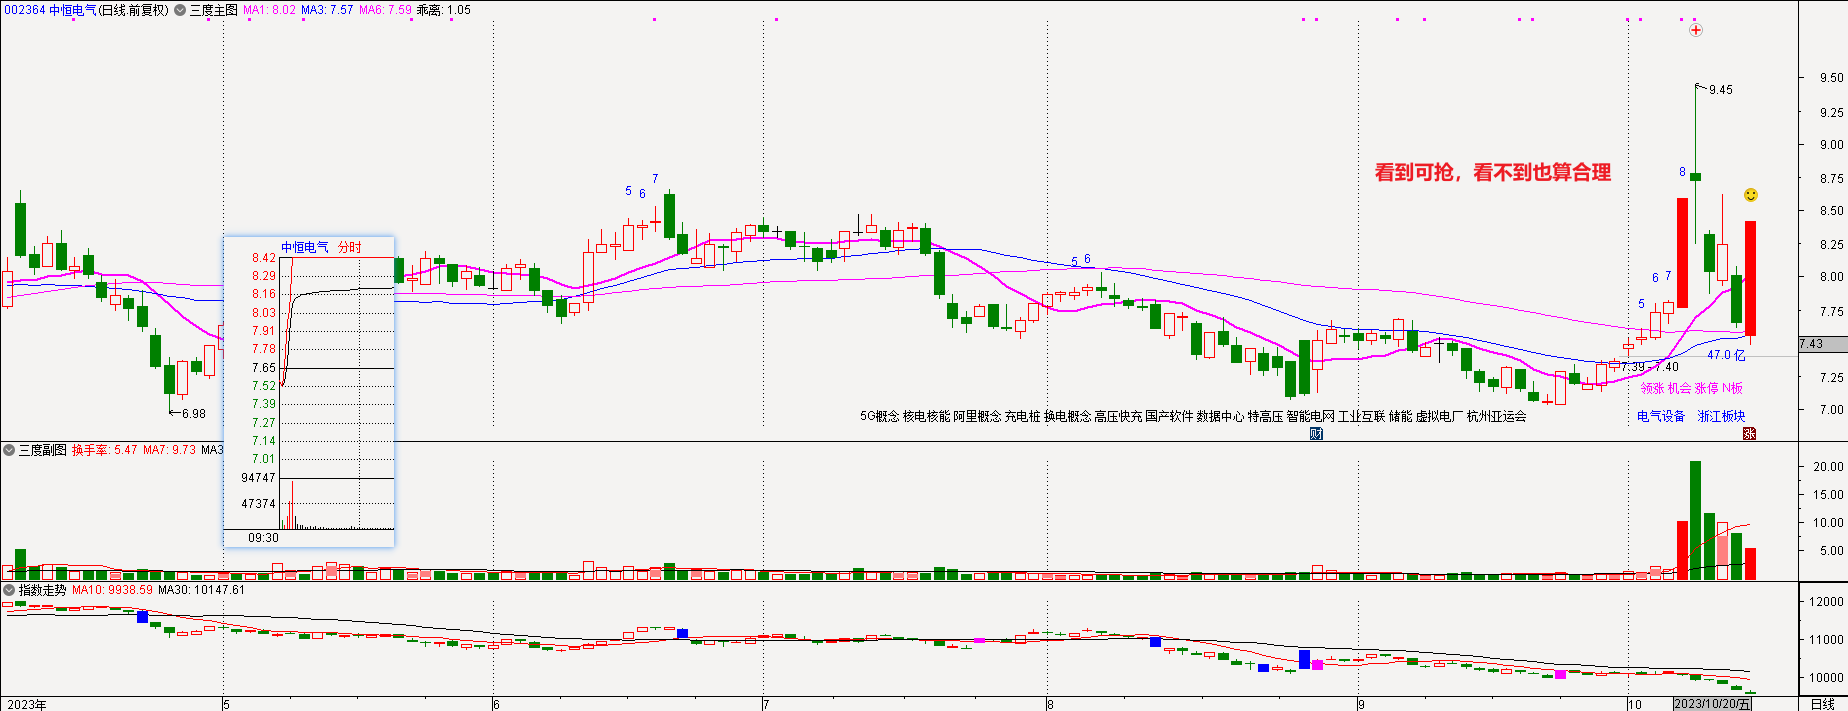 002364 中恒电气(日线.前复权) 三度主图 MA1: 8.02 MA3: 7.57 MA6: 7.59 乖离: 1.05
9.50
9.45
9.25
9.00
看到可抢，看不到也算合理
8.75
8
5 6 7
8.50
8.25
5 6
8.00
6 7
5
7.75
7.43
47.0 亿
7.39 - 7.40
7.25
领涨 机会 涨停 N板
7.00
6.98
5G概念 核电核能 阿里概念 充电桩 换电概念 高压快充 国产软件 数据中心 特高压 智能电网 工业互联 储能 虚拟电厂 杭州亚运会
电气设备 浙江板块
财
涨
中恒电气 分时
8.42
8.29
8.16
8.03
7.91
7.78
7.65
7.52
7.39
7.27
7.14
7.01
94747
47374
09:30
三度副图 换手率: 5.47 MA7: 9.73 MA3
20.00
15.00
10.00
5.00
指数走势 MA10: 9938.59 MA30: 10147.61
12000
11000
10000
2023年 5 6 7 8 9 10 2023/10/20/五 日线